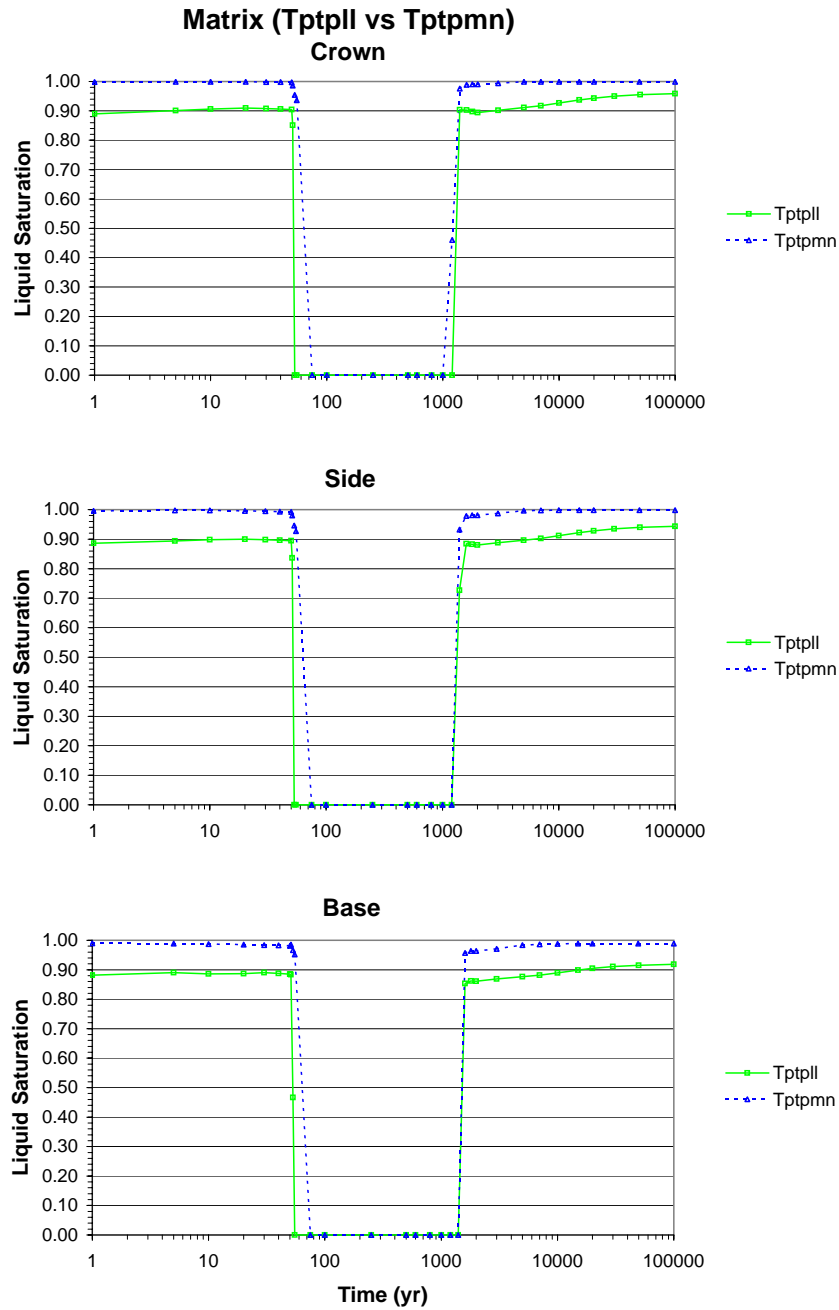 Matrix (Tptpll vs Tptpmn)
Crown
1.00
0.90
0.80
0.70
0.60
0.50
0.40
0.30
0.20
0.10
0.00
Liquid Saturation
1 10 100 1000 10000 100000
Tptpll
Tptpmn
Side
1.00
0.90
0.80
0.70
0.60
0.50
0.40
0.30
0.20
0.10
0.00
Liquid Saturation
1 10 100 1000 10000 100000
Tptpll
Tptpmn
Base
1.00
0.90
0.80
0.70
0.60
0.50
0.40
0.30
0.20
0.10
0.00
Liquid Saturation
1 10 100 1000 10000 100000
Time (yr)
Tptpll
Tptpmn